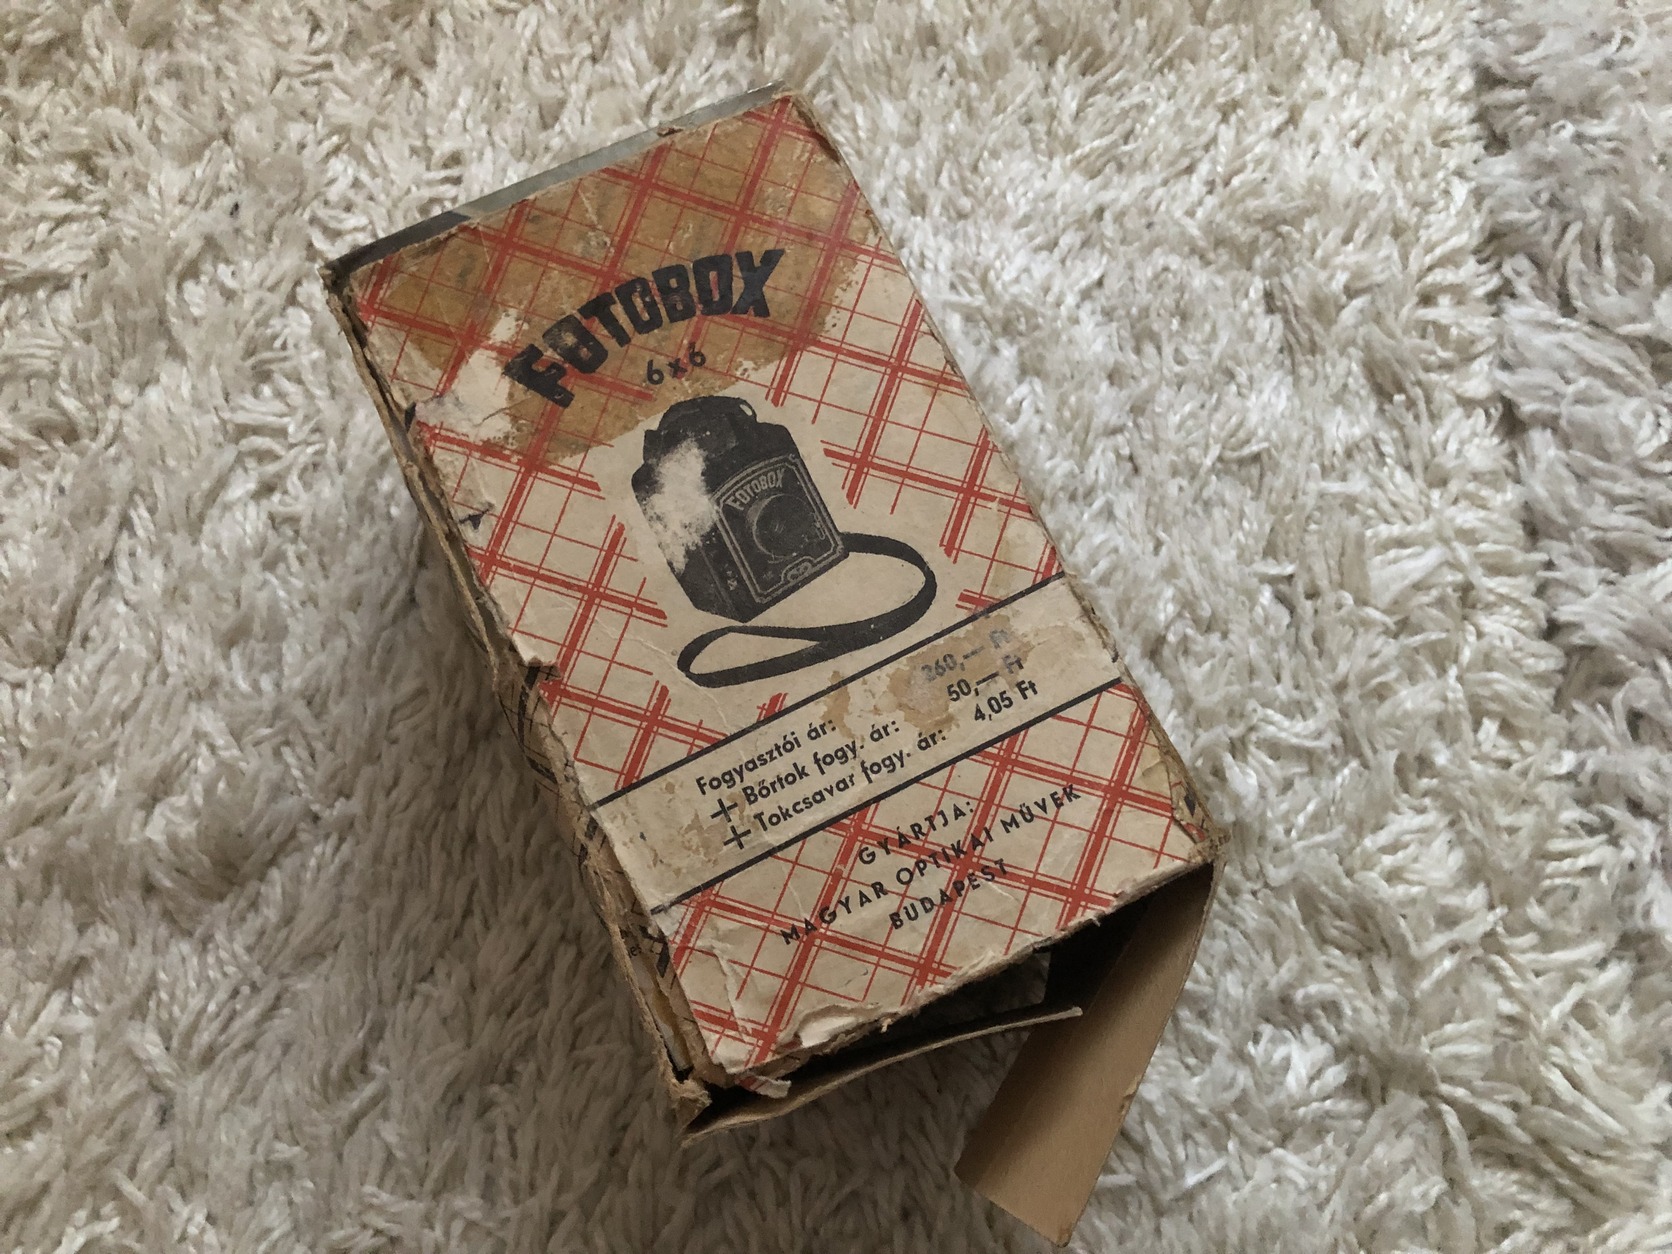 FOTOBOX
6x6
FOTOBOX
Fogyasztói ár: 260,— Ft
+ Bőrtok fogy. ár: 50,— Ft
+ Tokcsavar fogy. ár: 4,05 Ft
GYÁRTJA:
MAGYAR OPTIKAI MŰVEK
BUDAPEST